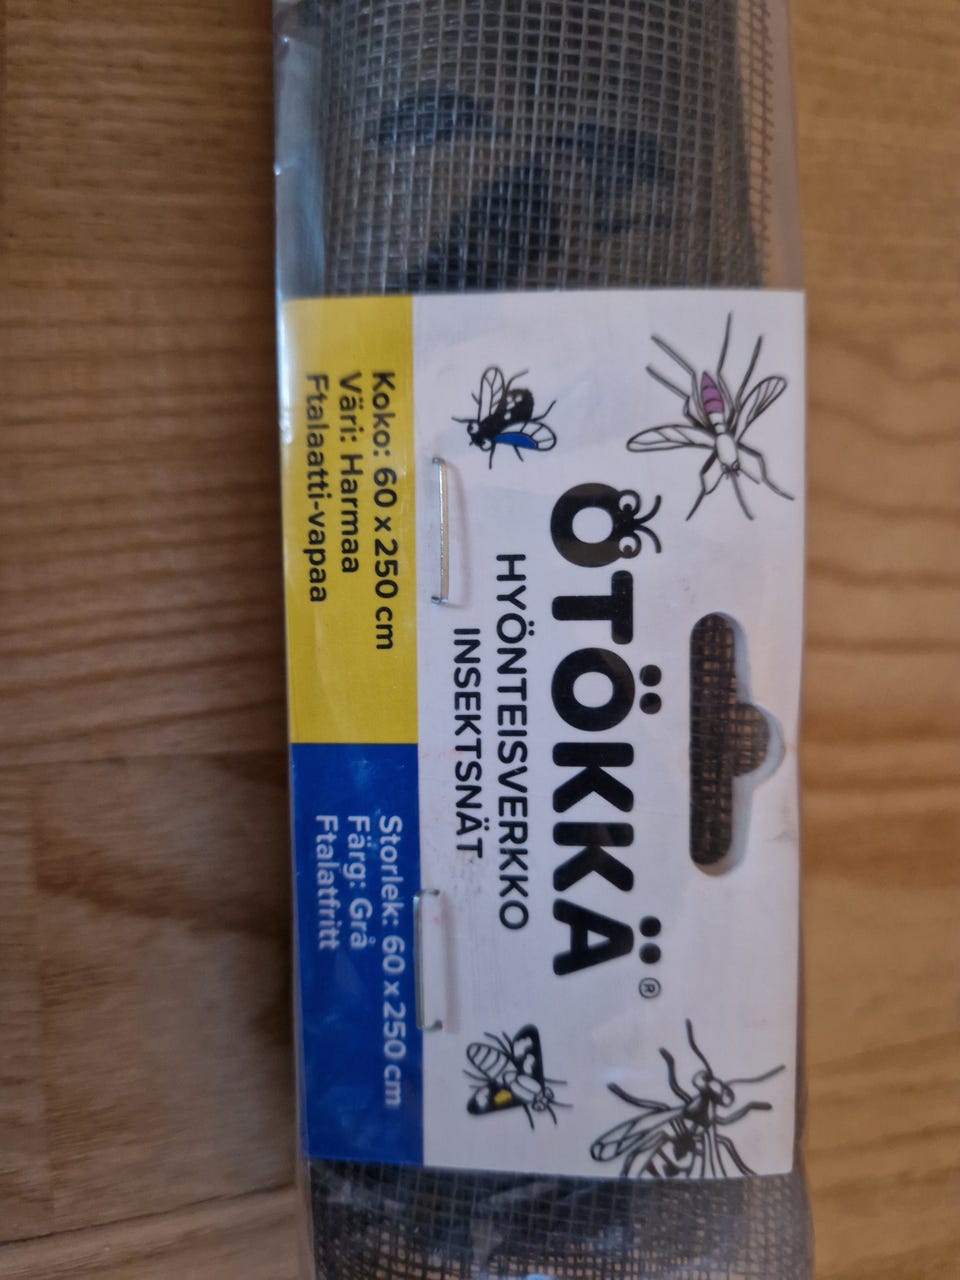 ÖTÖKKÄ®
HYÖNTEISVERKKO
INSEKTSNÄT
Koko: 60 x 250 cm
Väri: Harmaa
Ftalaatti-vapaa
Storlek: 60 x 250 cm
Färg: Grå
Ftalatfritt